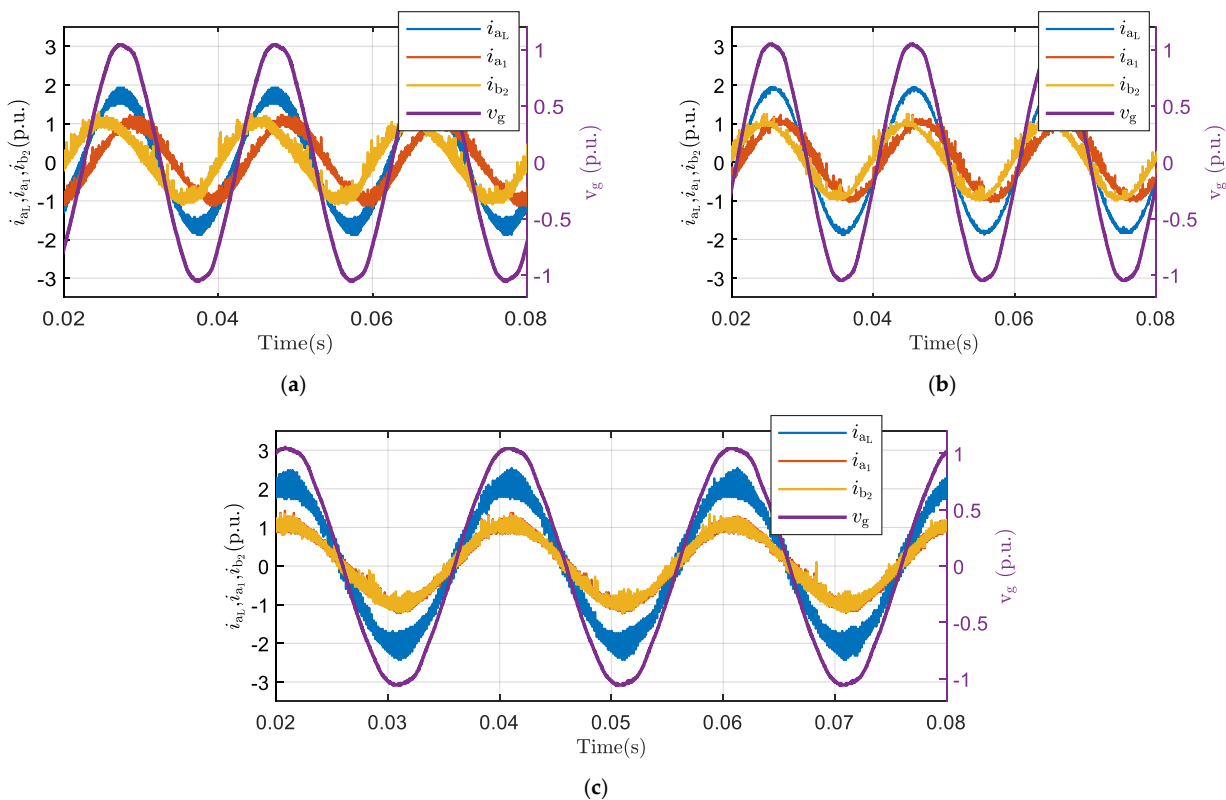 (a)
3
2
1
0
-1
-2
-3
i_aL, i_a1, i_b2 (p.u.)
1
0.5
0
-0.5
-1
v_g (p.u.)
i_aL
i_a1
i_b2
v_g
0.02 0.04 0.06 0.08
Time(s)
(a)
(b)
3
2
1
0
-1
-2
-3
i_aL, i_a1, i_b2 (p.u.)
1
0.5
0
-0.5
-1
v_g (p.u.)
i_aL
i_a1
i_b2
v_g
0.02 0.04 0.06 0.08
Time(s)
(b)
3
2
1
0
-1
-2
-3
i_aL, i_a1, i_b2 (p.u.)
1
0.5
0
-0.5
-1
v_g (p.u.)
i_aL
i_a1
i_b2
v_g
0.02 0.03 0.04 0.05 0.06 0.07 0.08
Time(s)
(c)